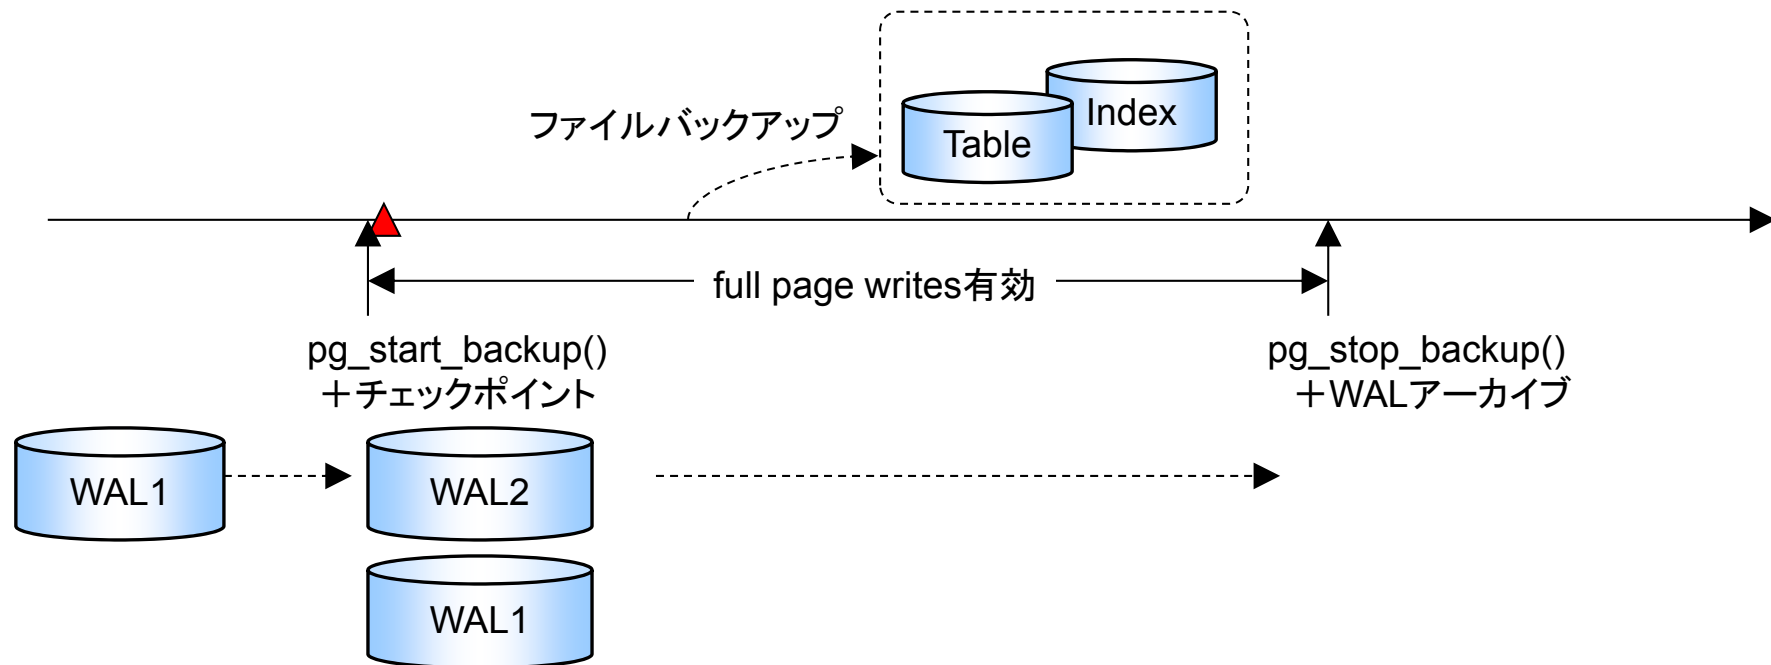 Index
Table
ファイルバックアップ
full page writes有効
pg_start_backup()
＋チェックポイント
pg_stop_backup()
＋WALアーカイブ
WAL1
WAL2
WAL1